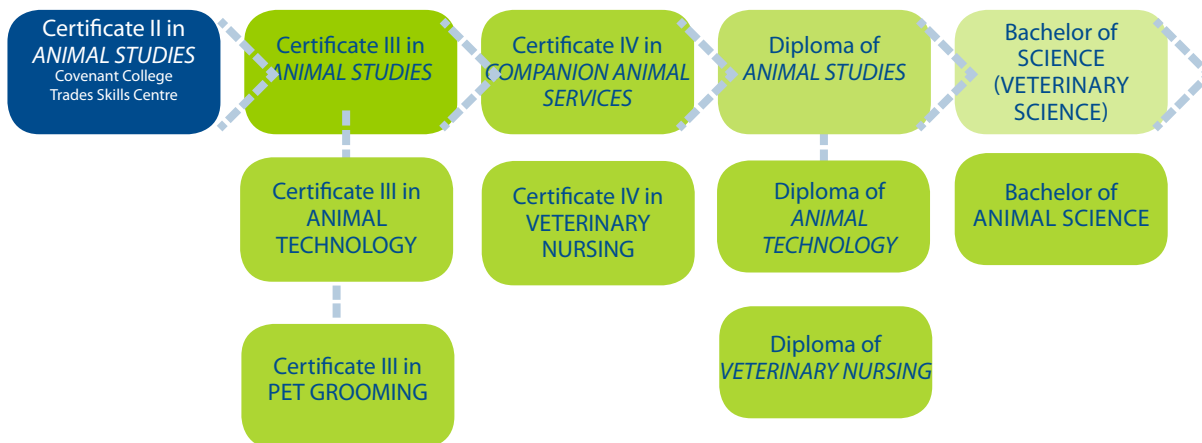 Certificate II in
ANIMAL STUDIES
Covenant College
Trades Skills Centre
Certificate III in
ANIMAL STUDIES
Certificate IV in
COMPANION ANIMAL
SERVICES
Diploma of
ANIMAL STUDIES
Bachelor of
SCIENCE
(VETERINARY
SCIENCE)
Certificate III in
ANIMAL
TECHNOLOGY
Certificate IV in
VETERINARY
NURSING
Diploma of
ANIMAL
TECHNOLOGY
Bachelor of
ANIMAL SCIENCE
Certificate III in
PET GROOMING
Diploma of
VETERINARY NURSING